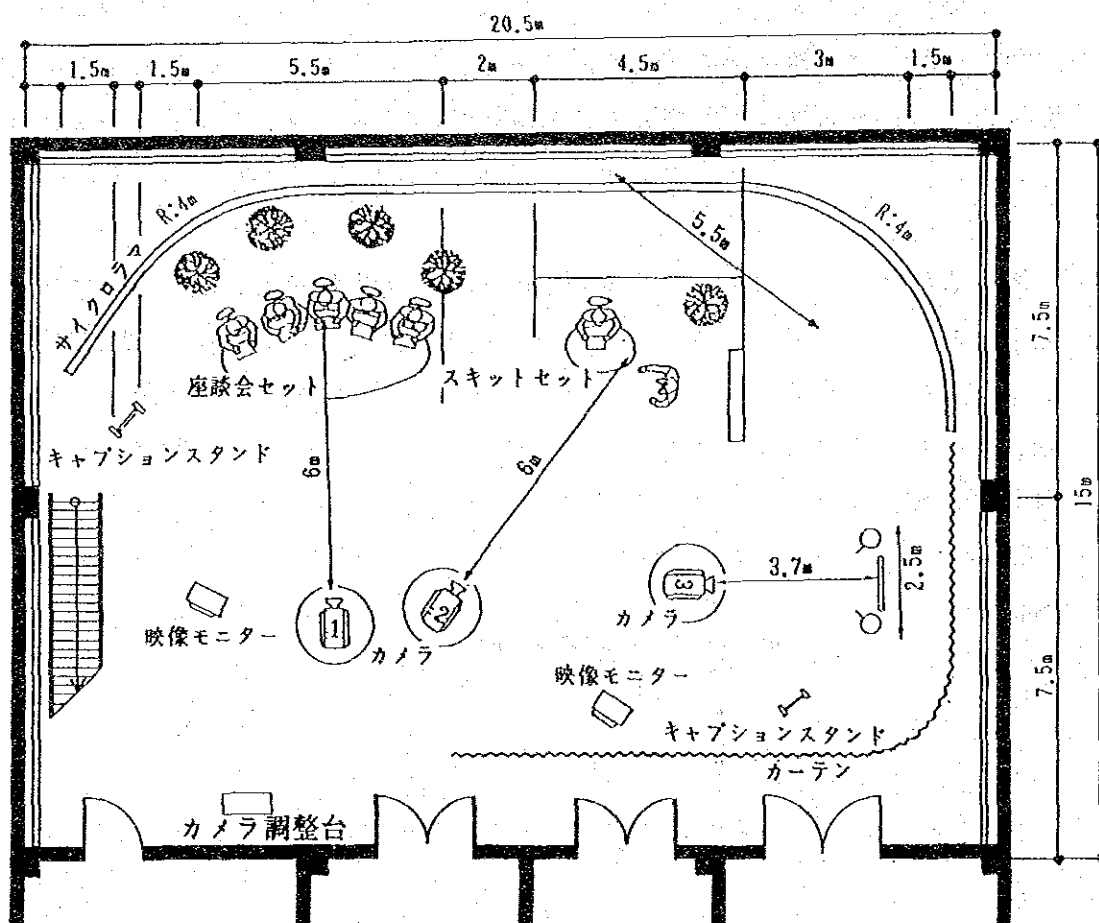 20.5m
1.5m
1.5m
5.5m
2m
4.5m
3m
1.5m
R:4m
サイクロラマ
5.5m
R:4m
7.5m
座談会セット
スキットセット
キャプションスタンド
6m
6m
15m
3.7m
2.5m
1
2
3
カメラ
映像モニター
カメラ
映像モニター
7.5m
キャプションスタンド
カーテン
カメラ調整台